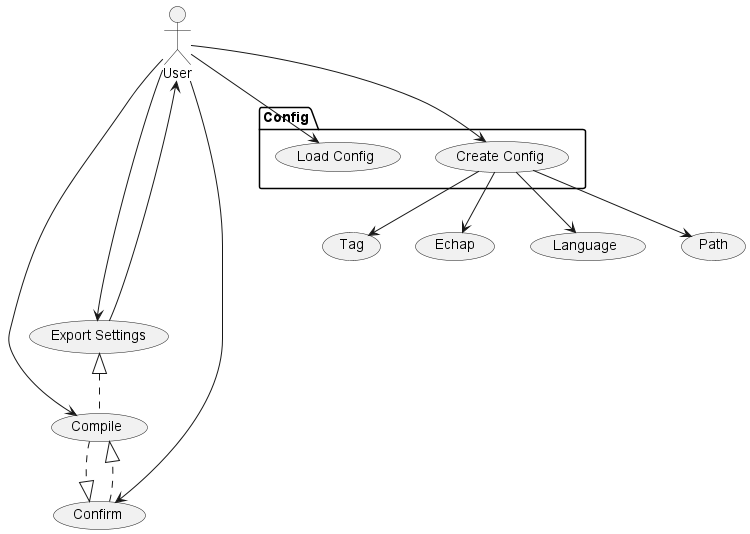 User
Config
Load Config
Create Config
Tag
Echap
Language
Path
Export Settings
Compile
Confirm